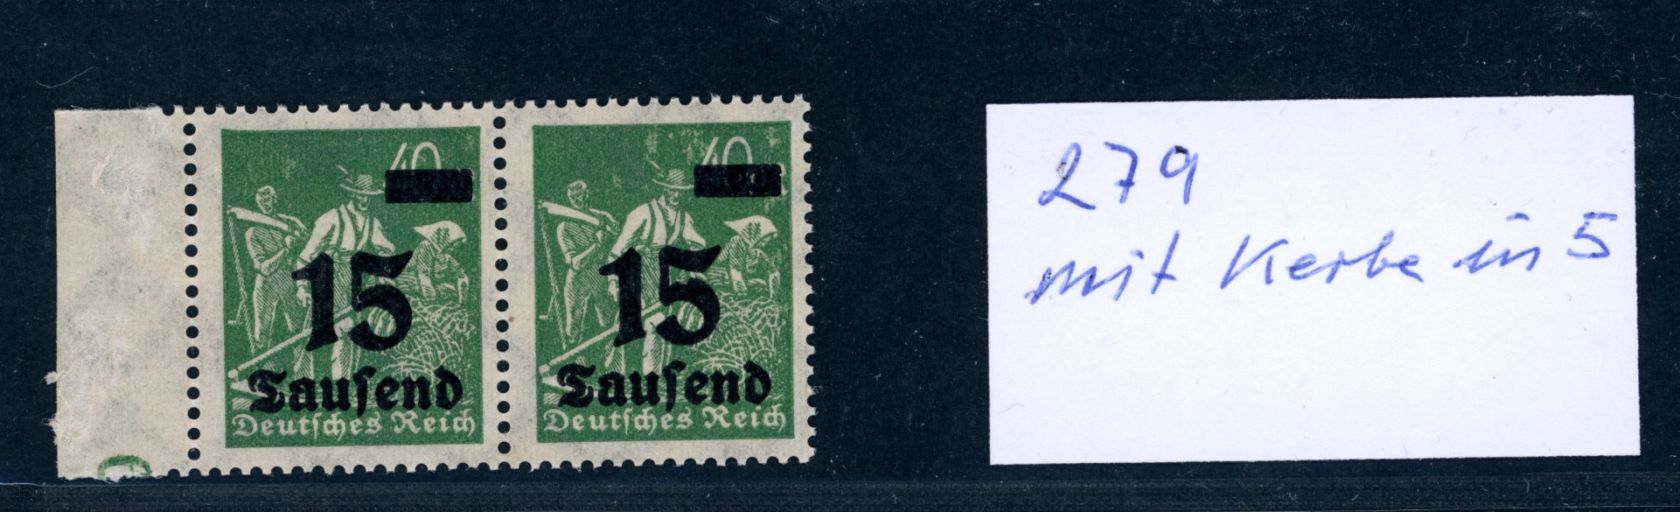 40 40
15 15
Tausend Tausend
Deutsches Reich Deutsches Reich
279
mit Kerbe in 5